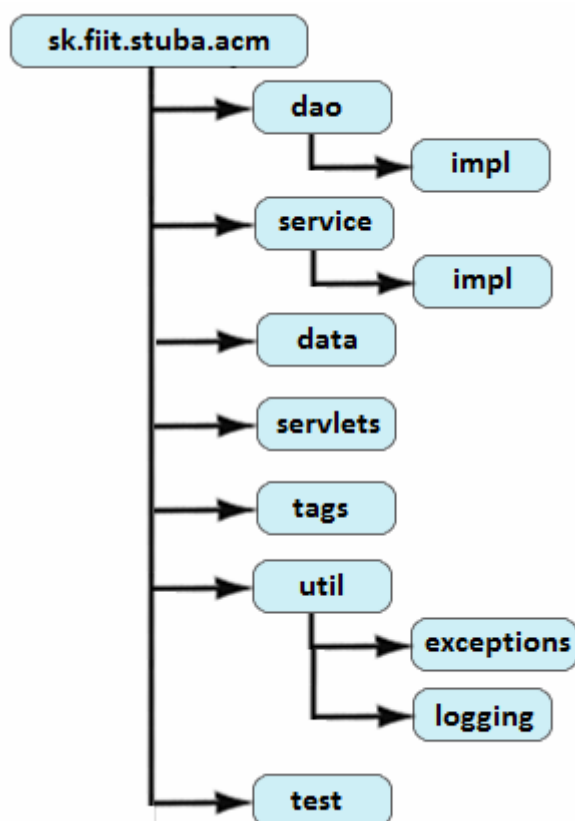 sk.fiit.stuba.acm
dao
impl
service
impl
data
servlets
tags
util
exceptions
logging
test